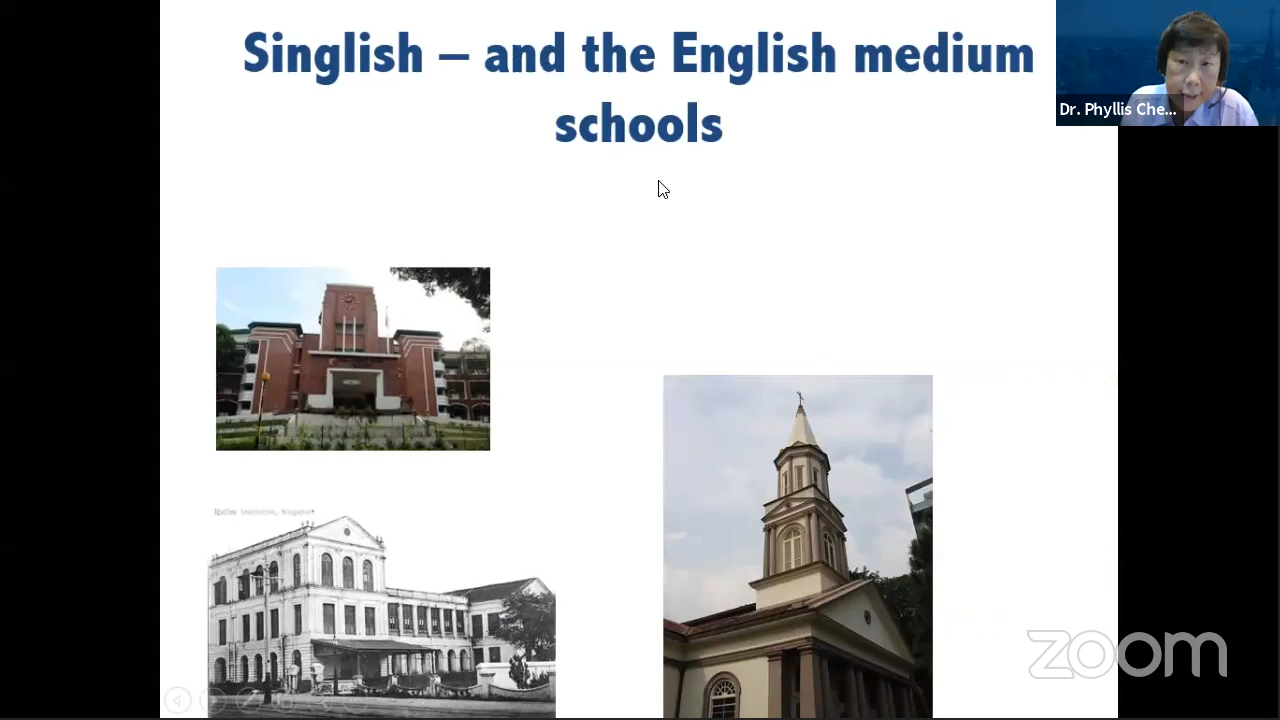 Singlish – and the English medium
schools
Dr. Phyllis Che...
Raffles Institution, Singapore
zoom